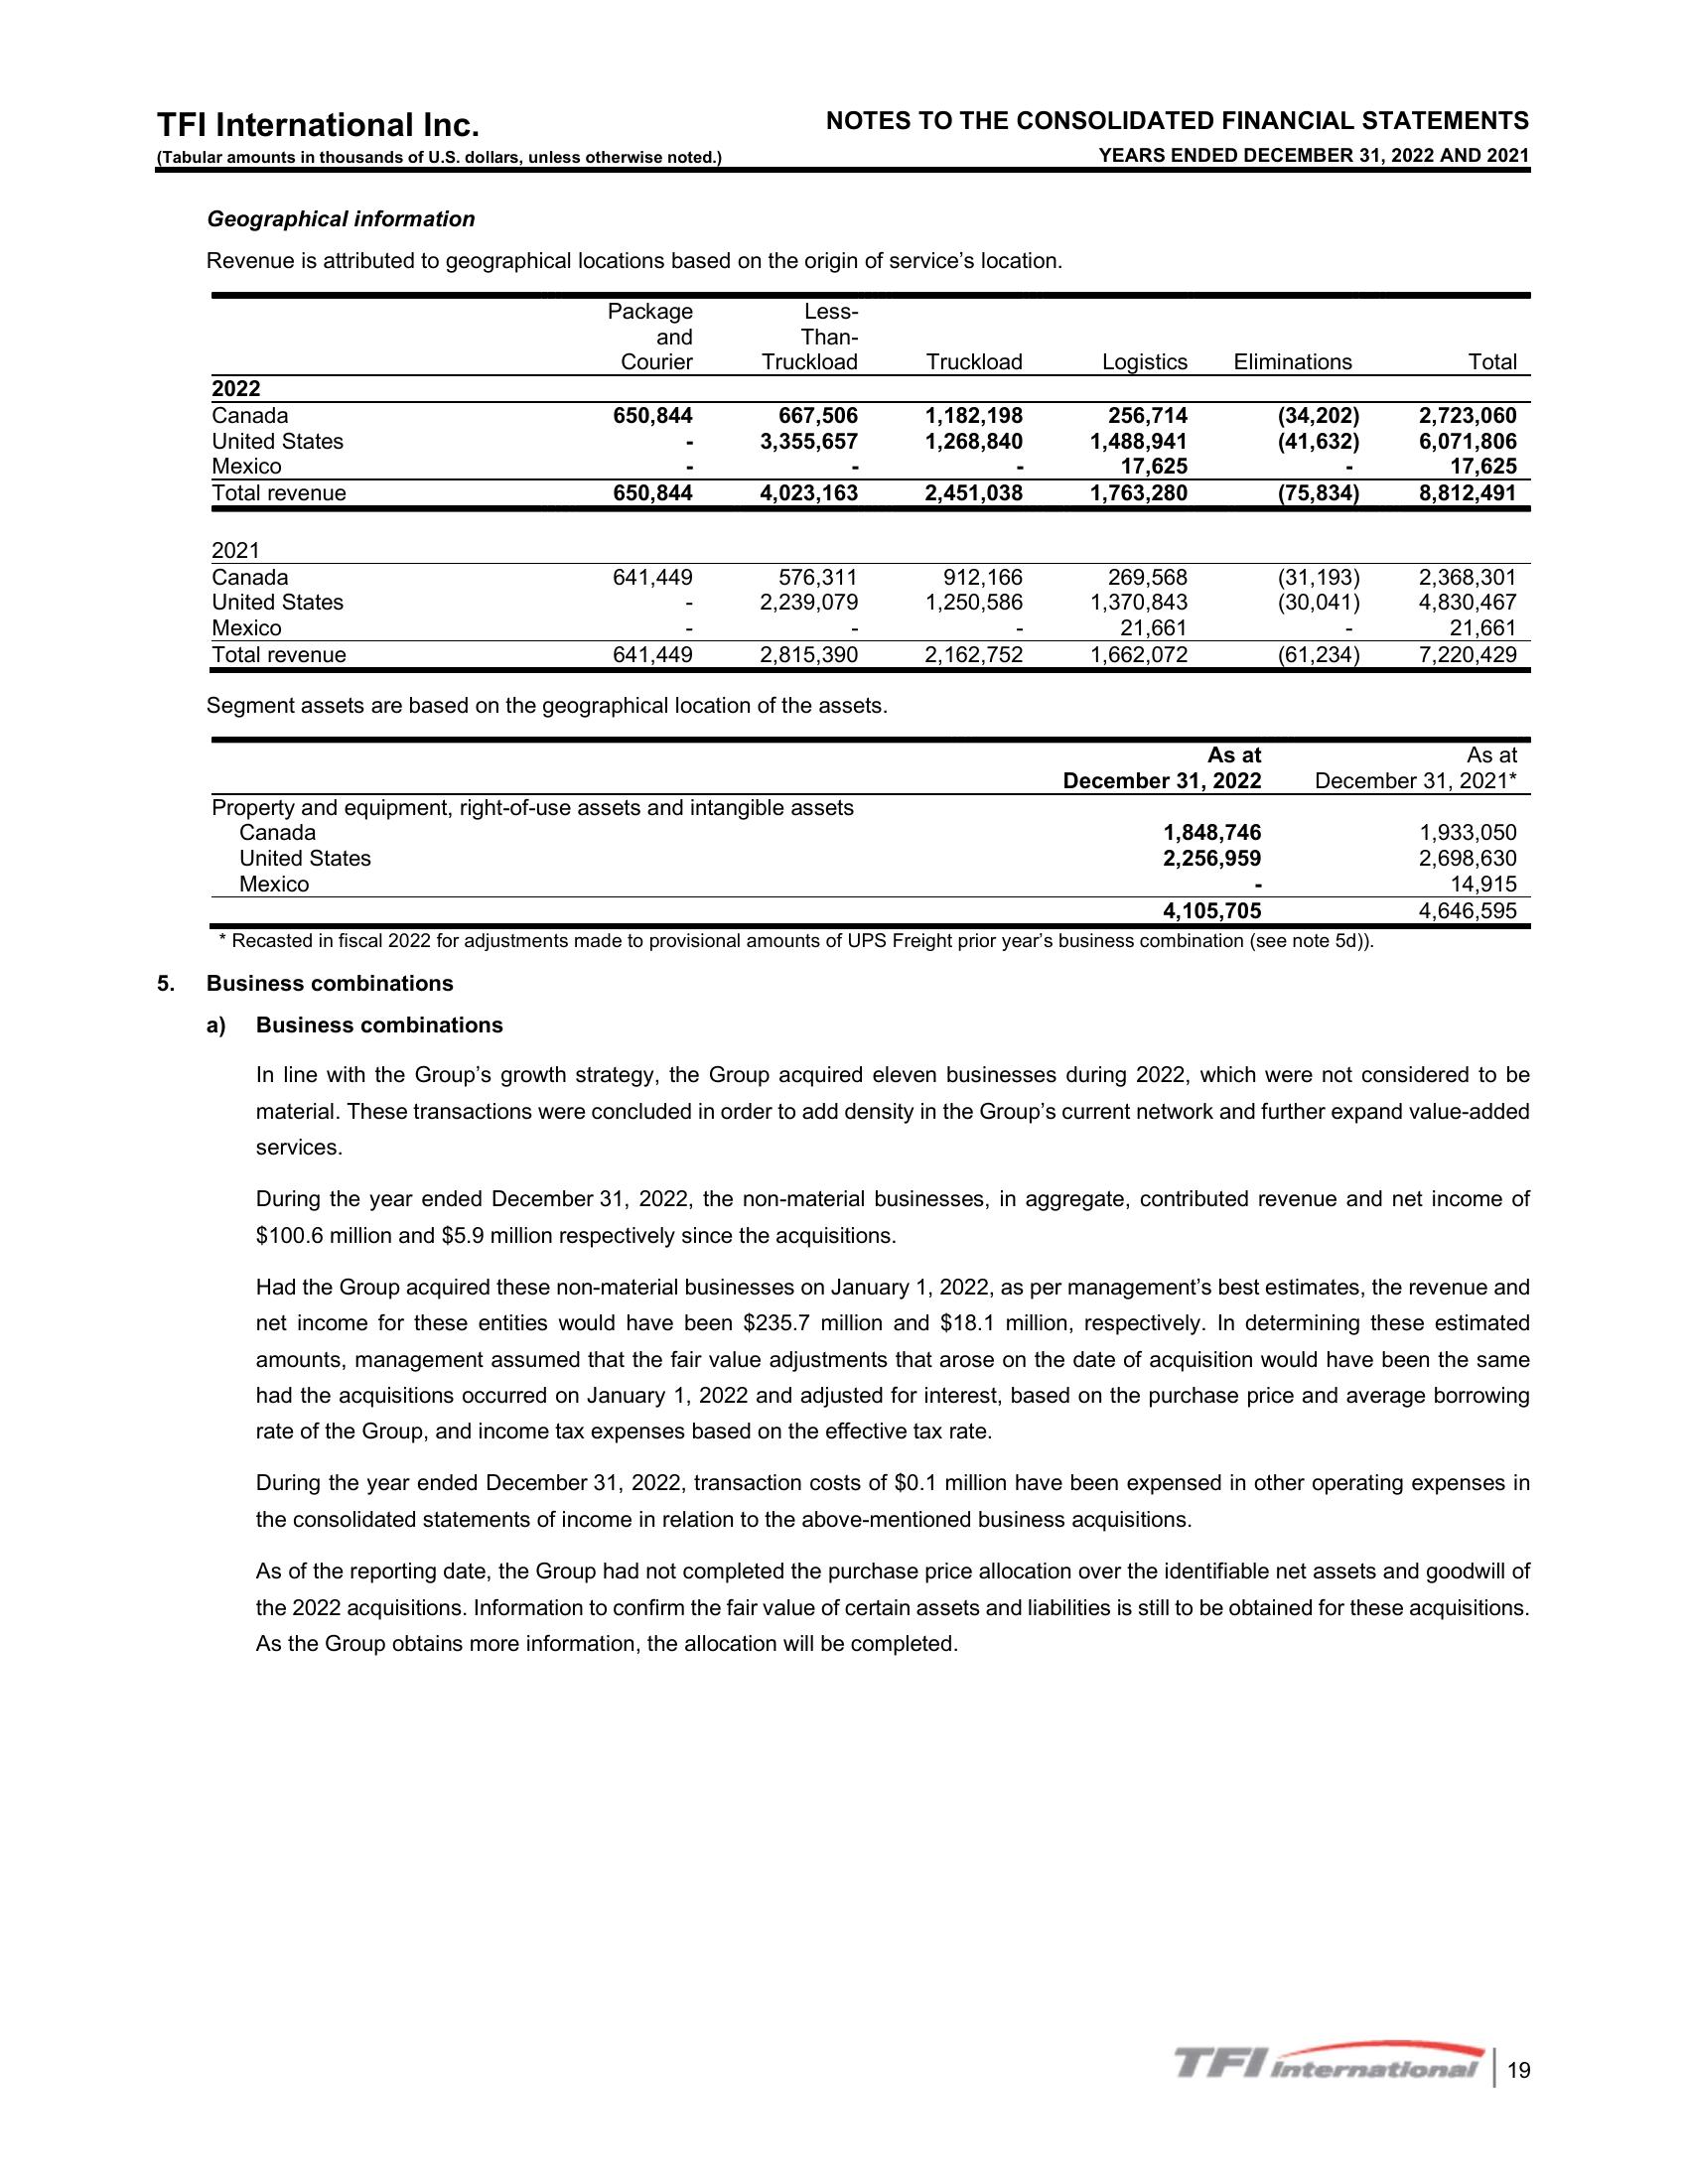 TFI International Inc.
NOTES TO THE CONSOLIDATED FINANCIAL STATEMENTS
(Tabular amounts in thousands of U.S. dollars, unless otherwise noted.)
YEARS ENDED DECEMBER 31, 2022 AND 2021
Geographical information
Revenue is attributed to geographical locations based on the origin of service’s location.
Package Less-
and Than-
Courier Truckload Truckload Logistics Eliminations Total
2022
Canada 650,844 667,506 1,182,198 256,714 (34,202) 2,723,060
United States - 3,355,657 1,268,840 1,488,941 (41,632) 6,071,806
Mexico - - - 17,625 - 17,625
Total revenue 650,844 4,023,163 2,451,038 1,763,280 (75,834) 8,812,491
2021
Canada 641,449 576,311 912,166 269,568 (31,193) 2,368,301
United States - 2,239,079 1,250,586 1,370,843 (30,041) 4,830,467
Mexico - - - 21,661 - 21,661
Total revenue 641,449 2,815,390 2,162,752 1,662,072 (61,234) 7,220,429
Segment assets are based on the geographical location of the assets.
As at As at
December 31, 2022 December 31, 2021*
Property and equipment, right-of-use assets and intangible assets
Canada 1,848,746 1,933,050
United States 2,256,959 2,698,630
Mexico - 14,915
4,105,705 4,646,595
* Recasted in fiscal 2022 for adjustments made to provisional amounts of UPS Freight prior year’s business combination (see note 5d)).
5. Business combinations
a) Business combinations
In line with the Group’s growth strategy, the Group acquired eleven businesses during 2022, which were not considered to be
material. These transactions were concluded in order to add density in the Group’s current network and further expand value-added
services.
During the year ended December 31, 2022, the non-material businesses, in aggregate, contributed revenue and net income of
$100.6 million and $5.9 million respectively since the acquisitions.
Had the Group acquired these non-material businesses on January 1, 2022, as per management’s best estimates, the revenue and
net income for these entities would have been $235.7 million and $18.1 million, respectively. In determining these estimated
amounts, management assumed that the fair value adjustments that arose on the date of acquisition would have been the same
had the acquisitions occurred on January 1, 2022 and adjusted for interest, based on the purchase price and average borrowing
rate of the Group, and income tax expenses based on the effective tax rate.
During the year ended December 31, 2022, transaction costs of $0.1 million have been expensed in other operating expenses in
the consolidated statements of income in relation to the above-mentioned business acquisitions.
As of the reporting date, the Group had not completed the purchase price allocation over the identifiable net assets and goodwill of
the 2022 acquisitions. Information to confirm the fair value of certain assets and liabilities is still to be obtained for these acquisitions.
As the Group obtains more information, the allocation will be completed.
TFI International 19